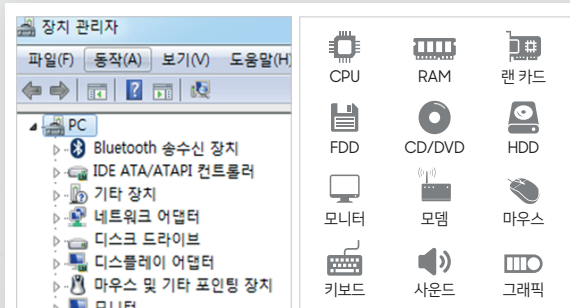 장치 관리자
파일(F) 동작(A) 보기(V) 도움말(H)
PC
Bluetooth 송수신 장치
IDE ATA/ATAPI 컨트롤러
기타 장치
네트워크 어댑터
디스크 드라이브
디스플레이 어댑터
마우스 및 기타 포인팅 장치
모니터
CPU RAM 랜 카드
FDD CD/DVD HDD
모니터 모뎀 마우스
키보드 사운드 그래픽